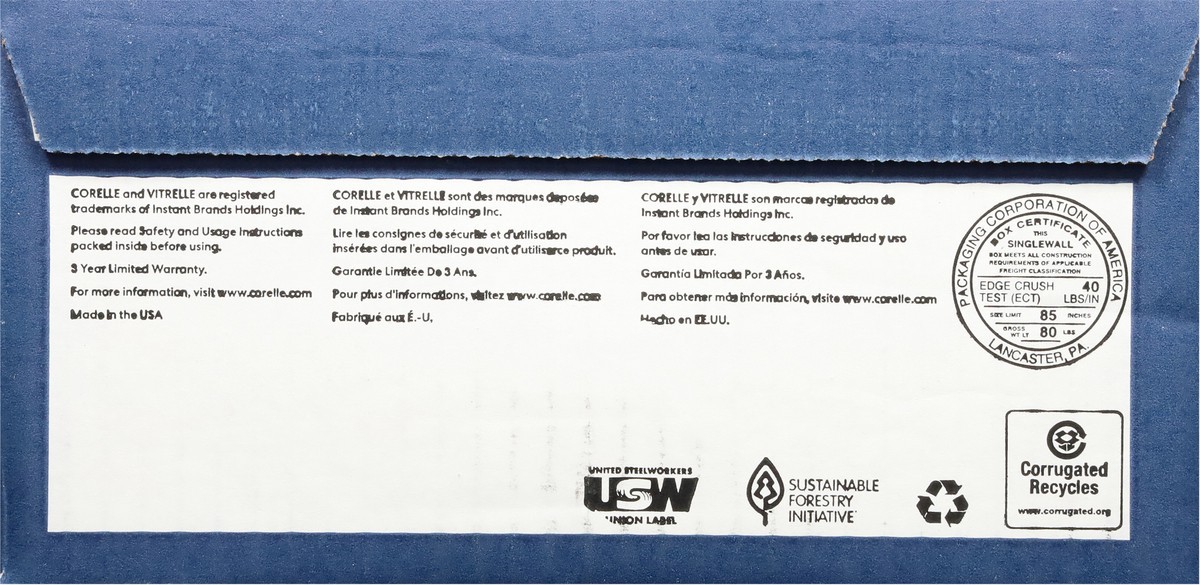 CORELLE and VITRELLE are registered
trademarks of Instant Brands Holdings Inc.
Please read Safety and Usage Instructions
packed inside before using.
3 Year Limited Warranty.
For more information, visit www.corelle.com
Made in the USA
CORELLE et VITRELLE sont des marques déposées
de Instant Brands Holdings Inc.
Lire les consignes de sécurité et d'utilisation
insérées dans l'emballage avant d'utiliserce produit.
Garantie Limitée De 3 Ans.
Pour plus d'informations, visitez www.corelle.com
Fabriqué aux É.-U.
CORELLE y VITRELLE son marcas registradas de
Instant Brands Holdings Inc.
Por favor lea las instrucciones de seguridad y uso
antes de usar.
Garantía Limitada Por 3 Años.
Para obtener más información, visite www.corelle.com
Hecho en EE.UU.
PACKAGING CORPORATION OF AMERICA
BOX CERTIFICATE
THIS
SINGLEWALL
BOX MEETS ALL CONSTRUCTION
REQUIREMENTS OF APPLICABLE
FREIGHT CLASSIFICATION
EDGE CRUSH 40
TEST (ECT) LBS/IN
SIZE LIMIT 85 INCHES
GROSS
WT LT 80 LBS
LANCASTER, PA.
UNITED STEELWORKERS
USW
UNION LABEL
SUSTAINABLE
FORESTRY
INITIATIVE
Corrugated
Recycles
www.corrugated.org